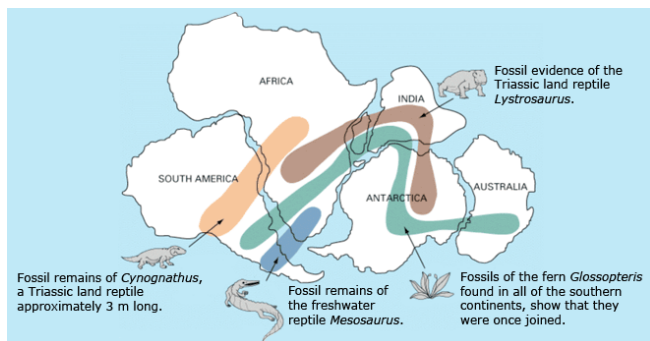 AFRICA
Fossil evidence of the
Triassic land reptile
Lystrosaurus.
INDIA
SOUTH AMERICA
ANTARCTICA
AUSTRALIA
Fossil remains of Cynognathus,
a Triassic land reptile
approximately 3 m long.
Fossil remains of
the freshwater
reptile Mesosaurus.
Fossils of the fern Glossopteris
found in all of the southern
continents, show that they
were once joined.